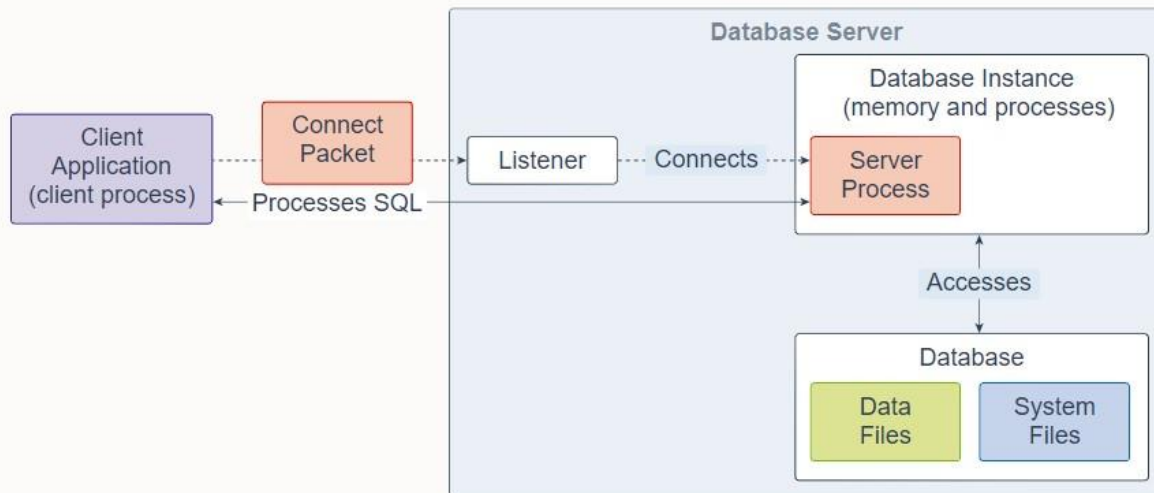 Database Server
Database Instance
(memory and processes)
Client
Application
(client process)
Connect
Packet
Listener
Connects
Server
Process
Processes SQL
Accesses
Database
Data
Files
System
Files